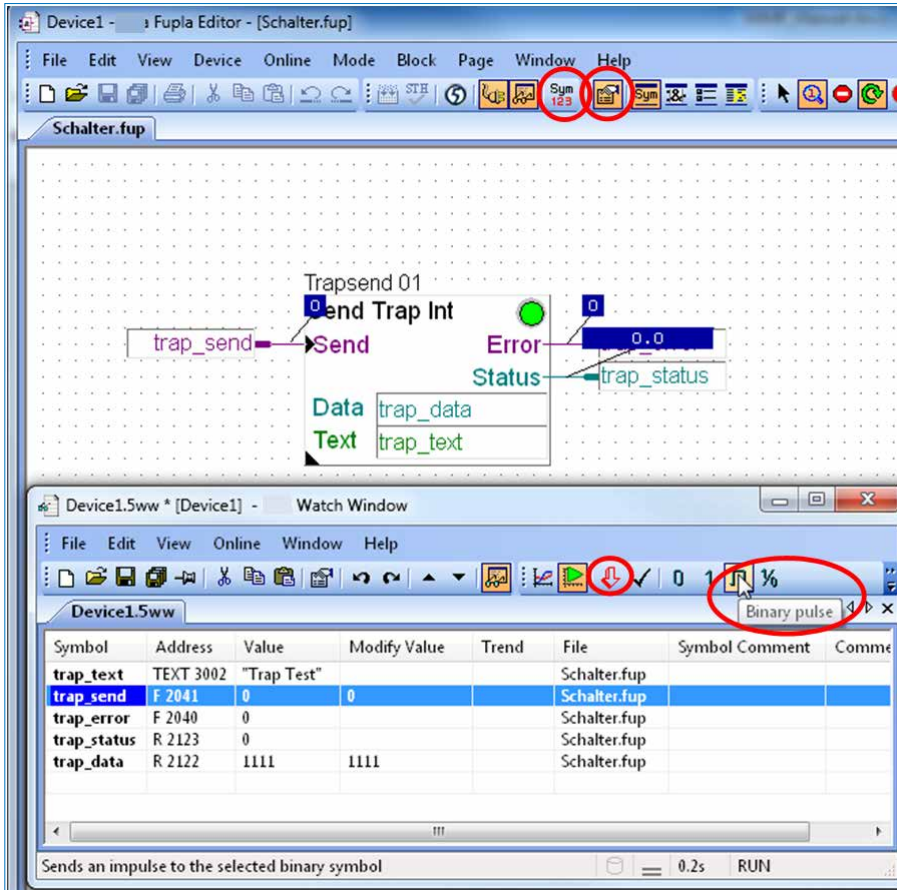 Device1 - Fupla Editor - [Schalter.fup]
File Edit View Device Online Mode Block Page Window Help
STH Sym 123 Sym
Schalter.fup
Trapsend 01
0 end Trap Int 0
trap_send Send Error 0.0
Status trap_status
Data trap_data
Text trap_text
Device1.5ww * [Device1] - Watch Window
File Edit View Online Window Help
0 1 %
Device1.5ww Binary pulse
Symbol Address Value Modify Value Trend File Symbol Comment Comme
trap_text TEXT 3002 "Trap Test" Schalter.fup
trap_send F 2041 0 0 Schalter.fup
trap_error F 2040 0 Schalter.fup
trap_status R 2123 0 Schalter.fup
trap_data R 2122 1111 1111 Schalter.fup
Sends an impulse to the selected binary symbol 0.2s RUN